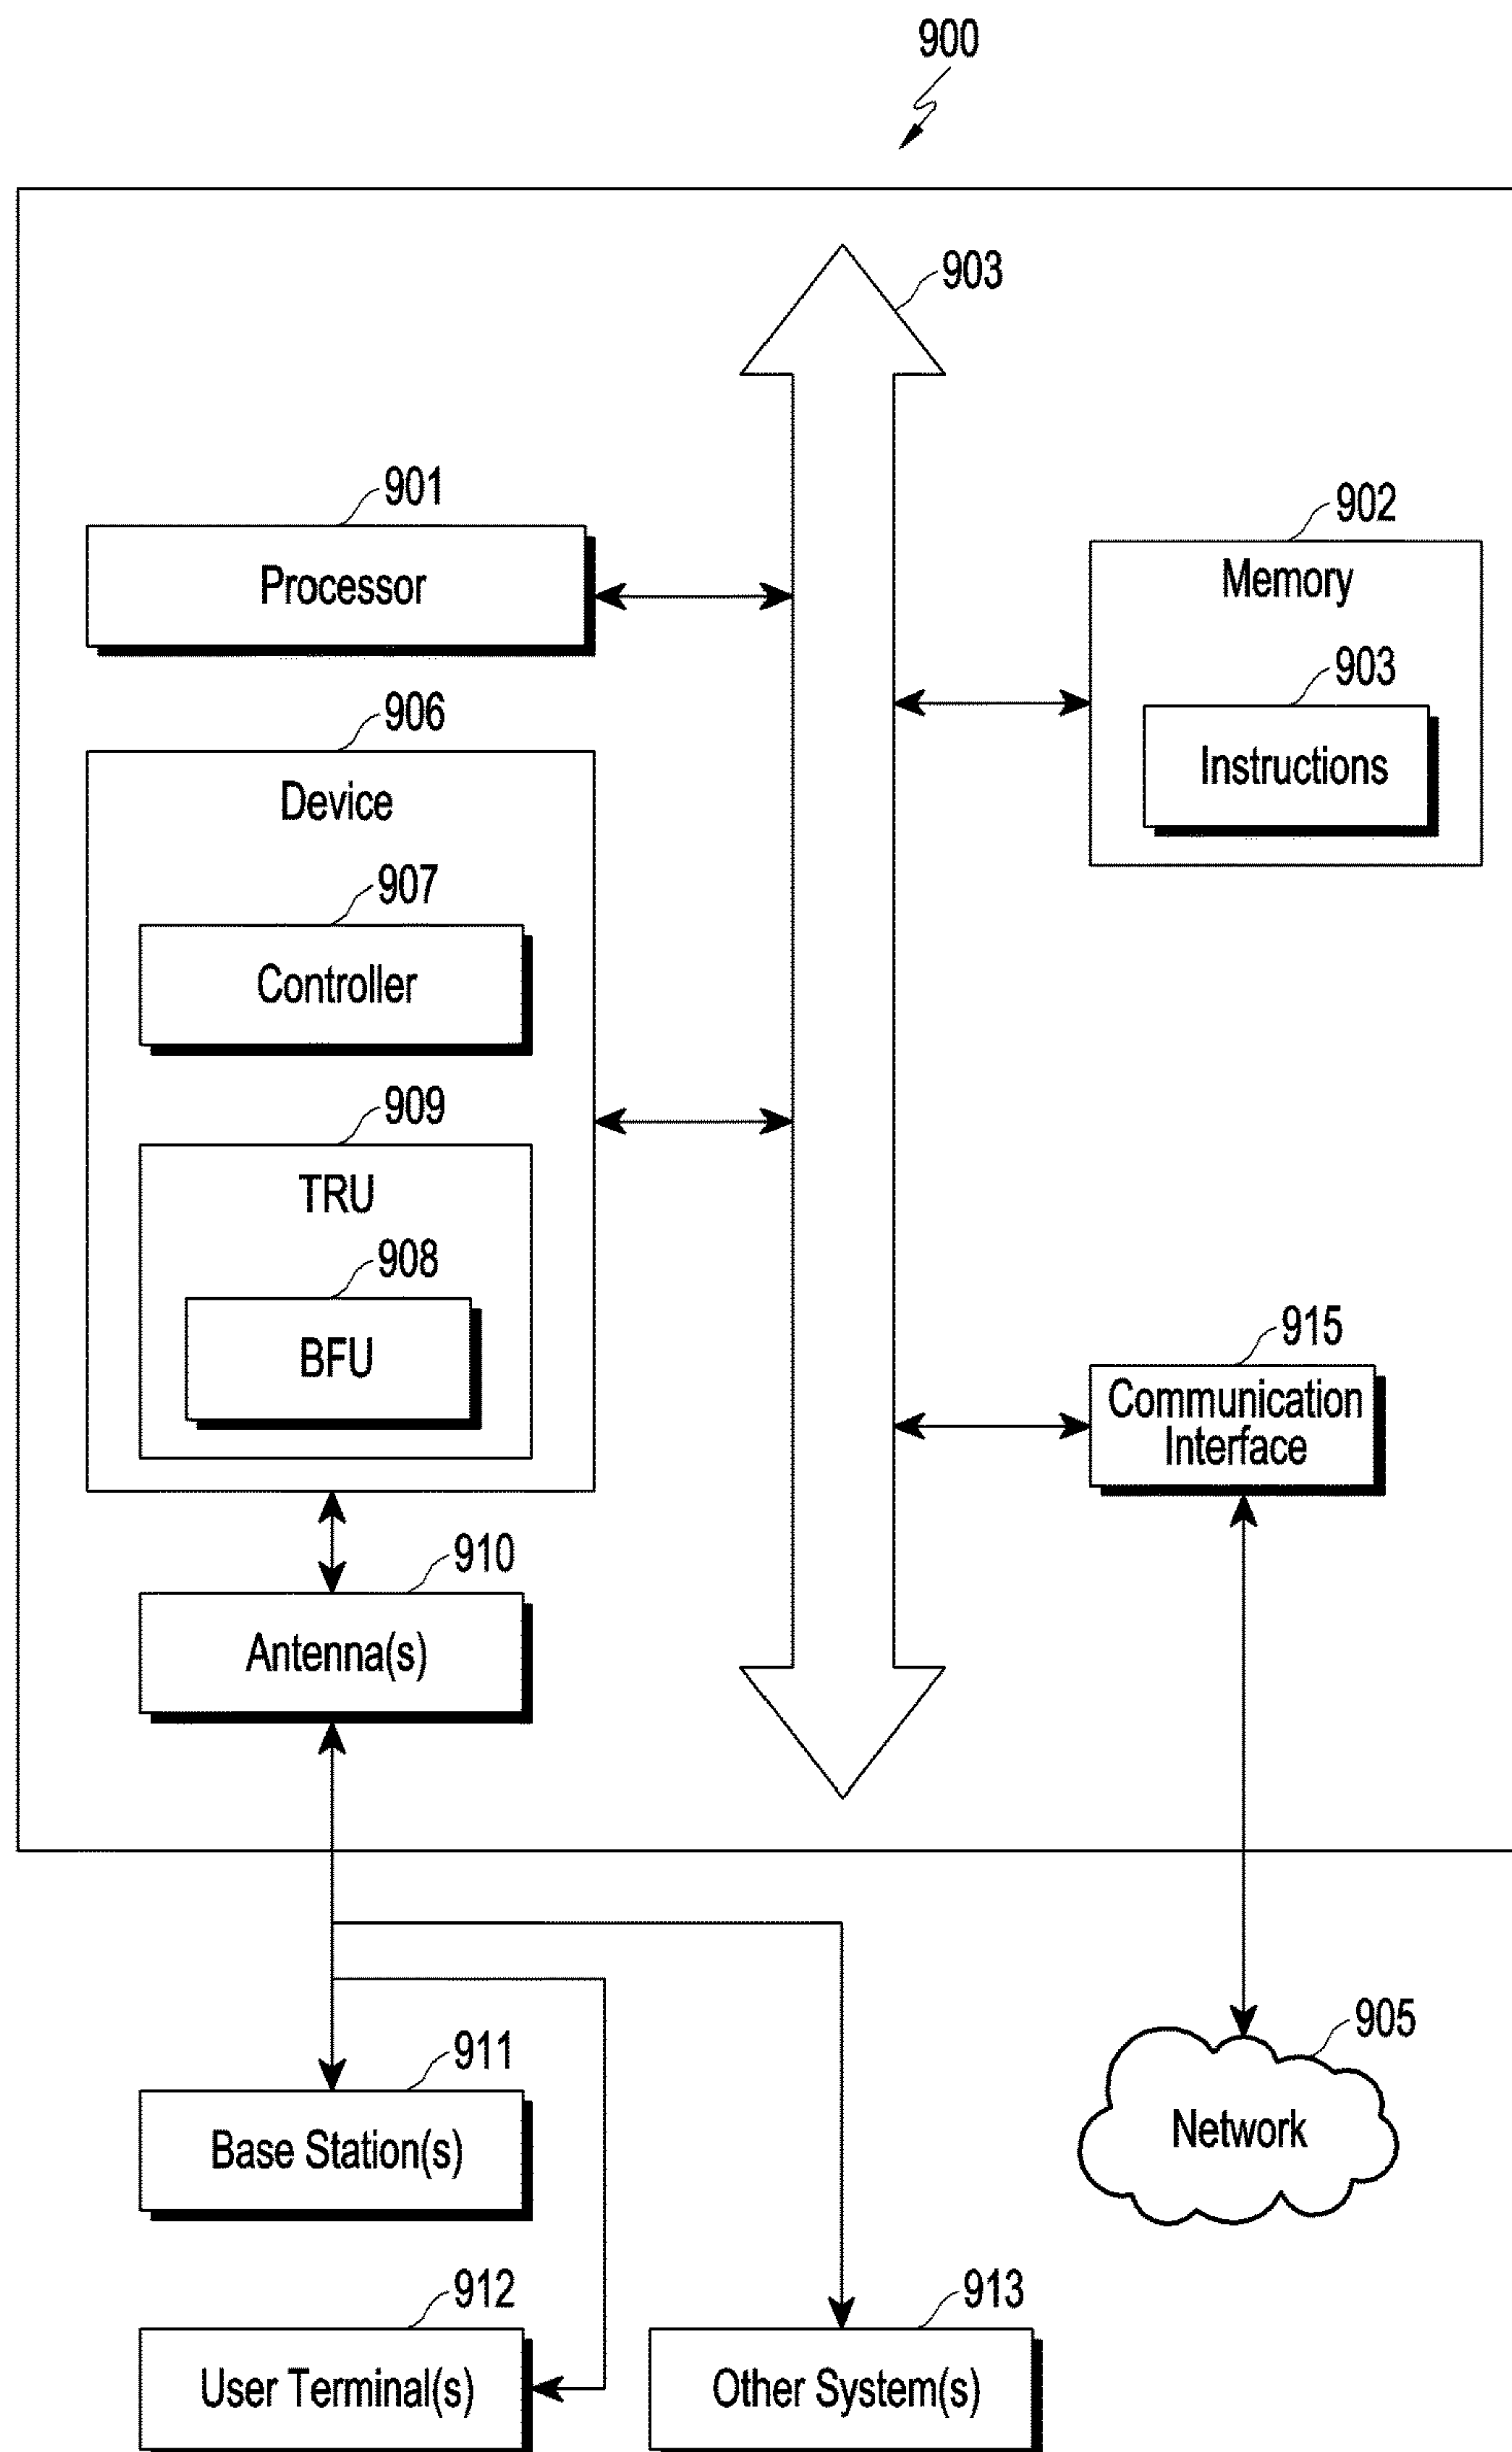 900
903
901
Processor
902
Memory
903
Instructions
906
Device
907
Controller
909
TRU
908
BFU
915
Communication
Interface
910
Antenna(s)
905
Network
911
Base Station(s)
912
User Terminal(s)
913
Other System(s)